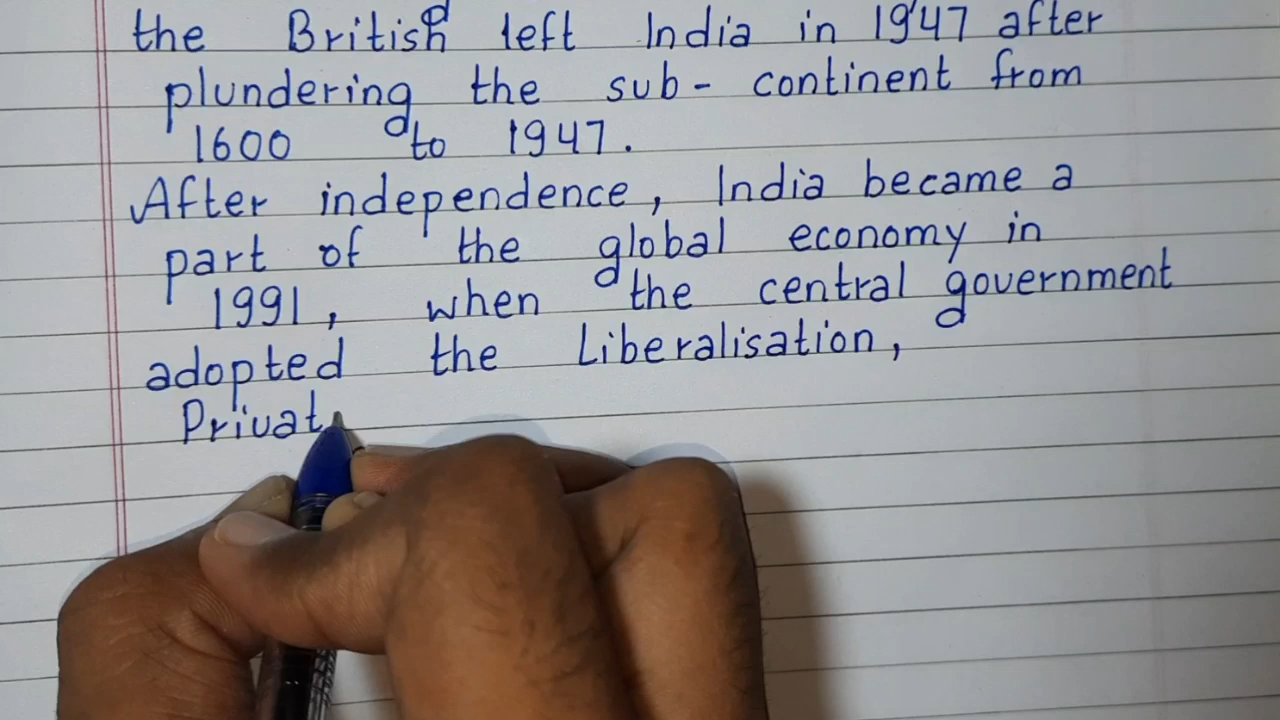 the British left India in 1947 after
plundering the sub-continent from
1600 to 1947.
After independence, India became a
part of the global economy in
1991, when the central government
adopted the Liberalisation,
Privat